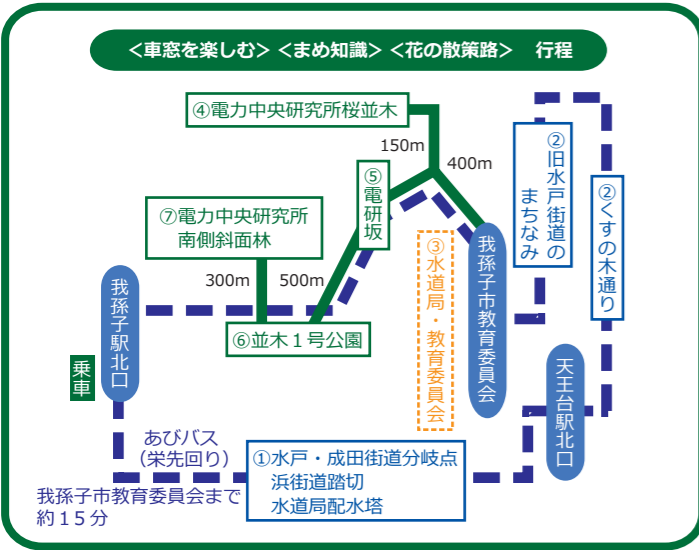 <車窓を楽しむ> <まめ知識> <花の散策路>　行程
④電力中央研究所桜並木
150m
400m
⑤電研坂
⑦電力中央研究所
南側斜面林
300m
500m
⑥並木１号公園
③水道局・教育委員会
我孫子市教育委員会
②旧水戸街道の
まちなみ
②くすの木通り
我孫子駅北口
乗車
天王台駅北口
あびバス
（栄先回り）
我孫子市教育委員会まで
約１５分
①水戸・成田街道分岐点
浜街道踏切
水道局配水塔